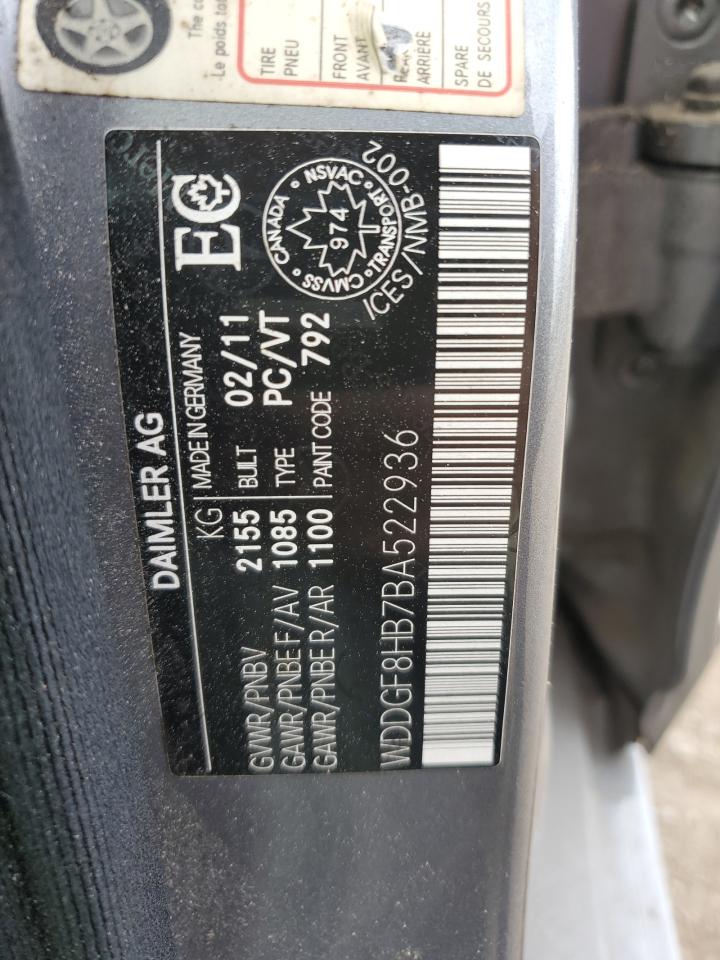 The c
Le poids tota
TIRE
PNEU
FRONT
AVANT
ARRIÈRE
SPARE
DE SECOURS
DAIMLER AG
KG MADE IN GERMANY
GVWR/PNBV 2155 BUILT 02/11
GAWR/PNBE F/AV 1085 TYPE PC/VT
GAWR/PNBE R/AR 1100 PAINT CODE 792
EC
CANADA NSVAC TRANSPORT CMVSS
974
ICES/NMB-002
WDDGF8HB7BA522936